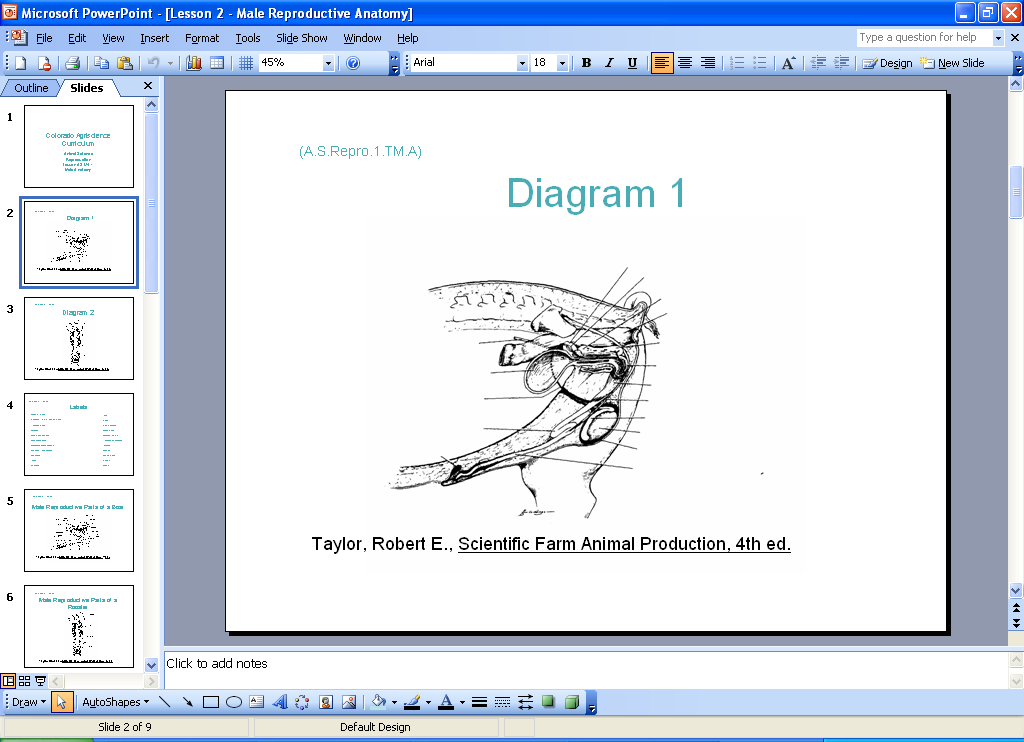 Microsoft PowerPoint - [Lesson 2 - Male Reproductive Anatomy]
File Edit View Insert Format Tools Slide Show Window Help
Type a question for help
45%
Arial
18
B I U
A
Design
New Slide
Outline
Slides
1
Colorado Agriscience
Curriculum
2
Diagram 1
3
Diagram 2
4
Labels
5
Male Reproductive Parts of a Boar
6
Male Reproductive Parts of a
Rooster
(A.S.Repro.1.TM.A)
Diagram 1
Taylor, Robert E., Scientific Farm Animal Production, 4th ed.
Click to add notes
Draw
AutoShapes
A
Slide 2 of 9
Default Design